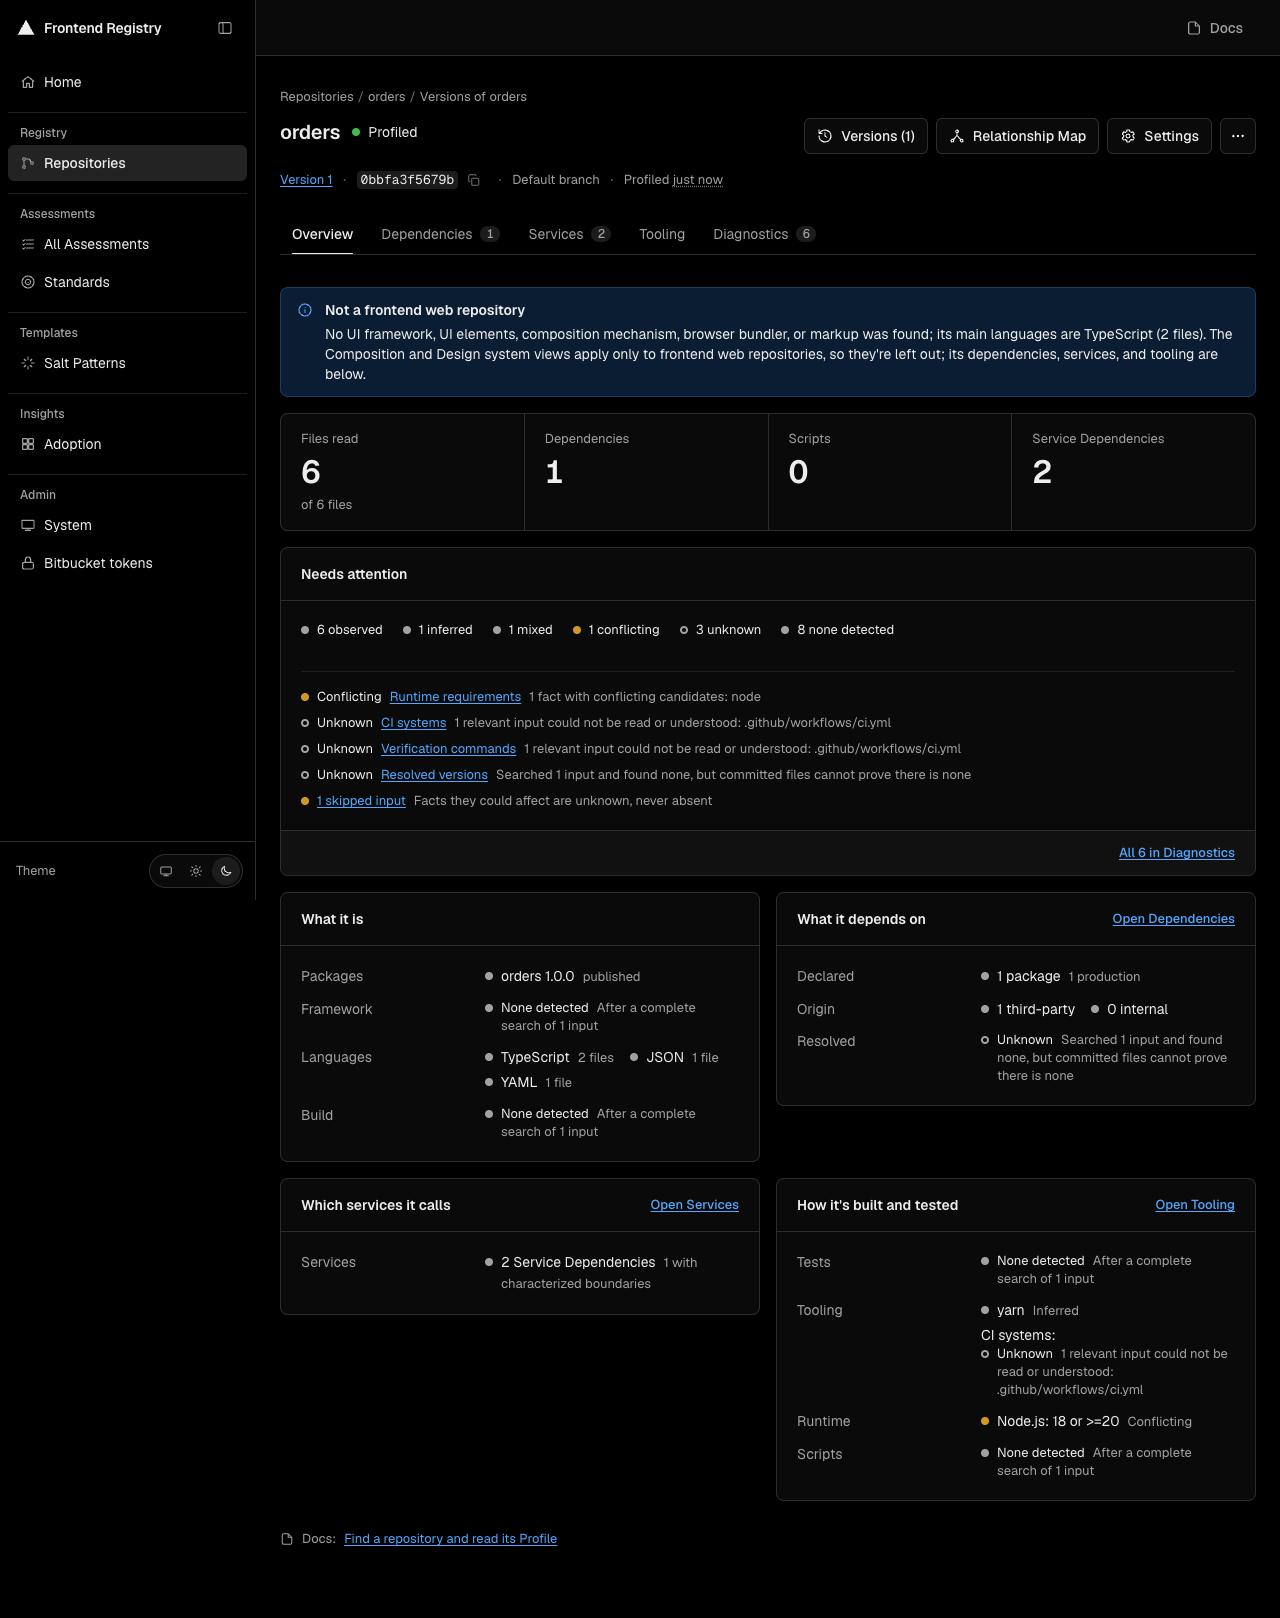 Frontend Registry
Docs
Home
Registry
Repositories
Assessments
All Assessments
Standards
Templates
Salt Patterns
Insights
Adoption
Admin
System
Bitbucket tokens
Theme
Repositories / orders / Versions of orders
orders Profiled
Versions (1) Relationship Map Settings
Version 1 · 0bbfa3f5679b · Default branch · Profiled just now
Overview Dependencies 1 Services 2 Tooling Diagnostics 6
Not a frontend web repository
No UI framework, UI elements, composition mechanism, browser bundler, or markup was found; its main languages are TypeScript (2 files). The
Composition and Design system views apply only to frontend web repositories, so they're left out; its dependencies, services, and tooling are
below.
Files read Dependencies Scripts Service Dependencies
6 1 0 2
of 6 files
Needs attention
6 observed 1 inferred 1 mixed 1 conflicting 3 unknown 8 none detected
Conflicting Runtime requirements 1 fact with conflicting candidates: node
Unknown CI systems 1 relevant input could not be read or understood: .github/workflows/ci.yml
Unknown Verification commands 1 relevant input could not be read or understood: .github/workflows/ci.yml
Unknown Resolved versions Searched 1 input and found none, but committed files cannot prove there is none
1 skipped input Facts they could affect are unknown, never absent
All 6 in Diagnostics
What it is
Packages orders 1.0.0 published
Framework None detected After a complete
search of 1 input
Languages TypeScript 2 files JSON 1 file
YAML 1 file
Build None detected After a complete
search of 1 input
What it depends on Open Dependencies
Declared 1 package 1 production
Origin 1 third-party 0 internal
Resolved Unknown Searched 1 input and found
none, but committed files cannot prove
there is none
Which services it calls Open Services
Services 2 Service Dependencies 1 with
characterized boundaries
How it's built and tested Open Tooling
Tests None detected After a complete
search of 1 input
Tooling yarn Inferred
CI systems:
Unknown 1 relevant input could not be
read or understood:
.github/workflows/ci.yml
Runtime Node.js: 18 or >=20 Conflicting
Scripts None detected After a complete
search of 1 input
Docs: Find a repository and read its Profile